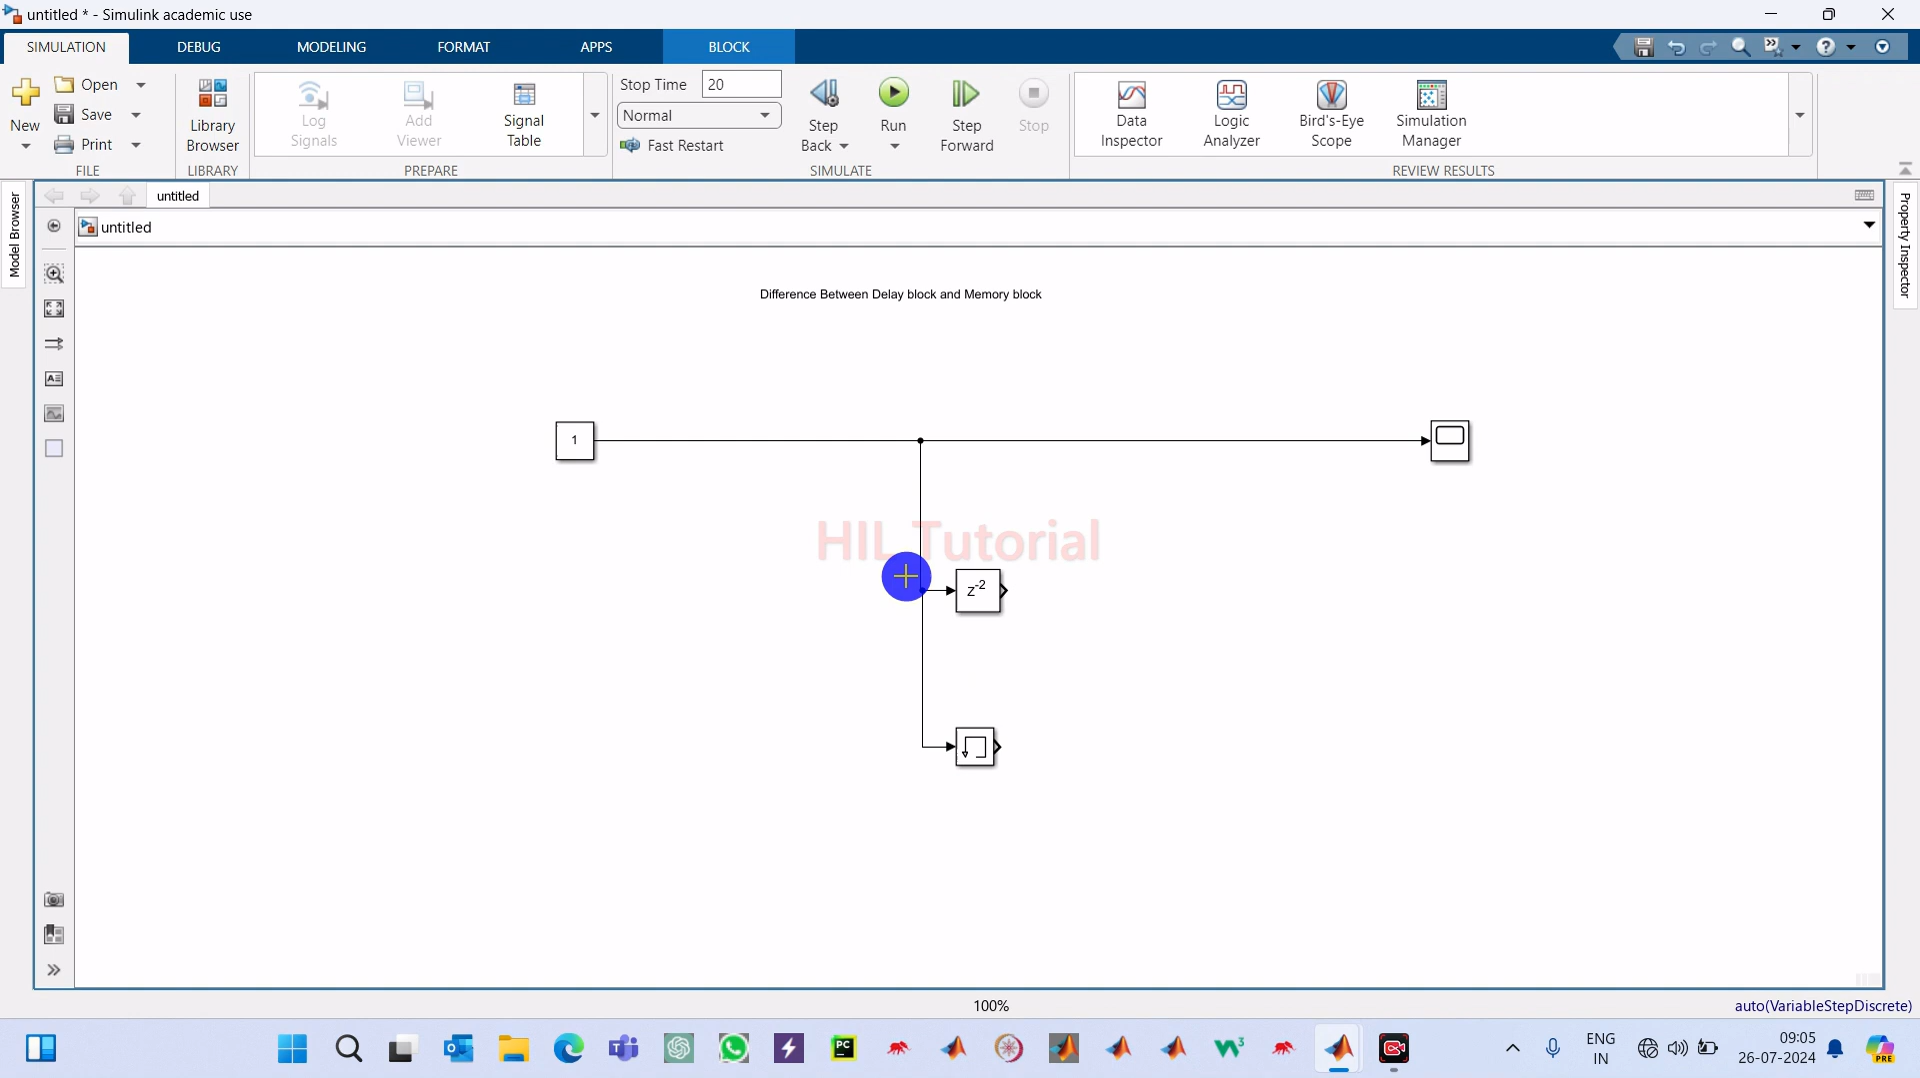 untitled * - Simulink academic use
SIMULATION DEBUG MODELING FORMAT APPS BLOCK
New
Open
Save
Print
FILE
Library
Browser
LIBRARY
Log
Signals
Add
Viewer
Signal
Table
PREPARE
Stop Time 20
Normal
Fast Restart
Step
Back
Run
Step
Forward
Stop
SIMULATE
Data
Inspector
Logic
Analyzer
Bird's-Eye
Scope
Simulation
Manager
REVIEW RESULTS
Model Browser
untitled
untitled
Property Inspector
Difference Between Delay block and Memory block
1
HIL Tutorial
z-2
100%
auto(VariableStepDiscrete)
PC
W3
ENG
IN
09:05
26-07-2024
PRE